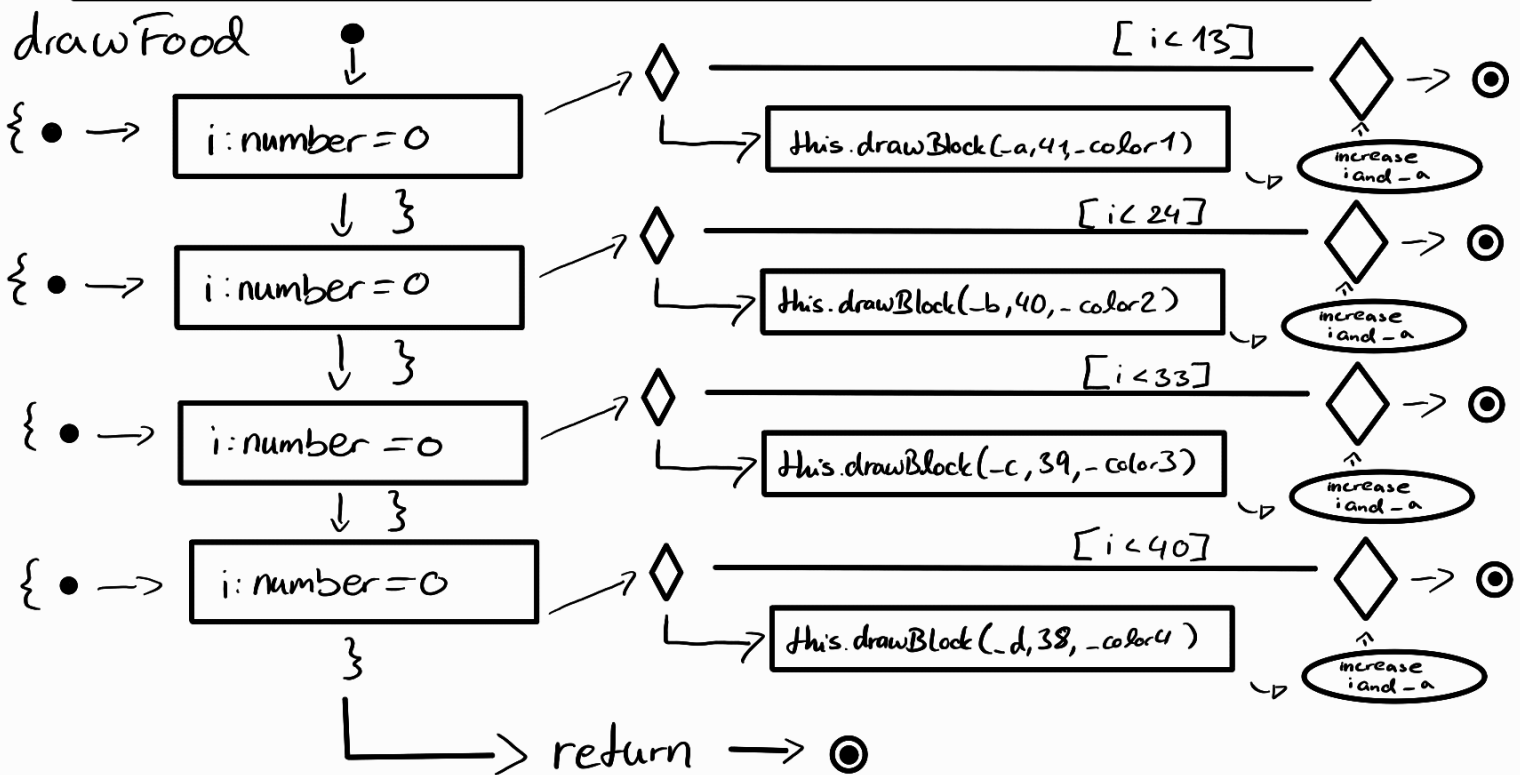 drawFood
[ i< 13]
{
i:number = 0
this.drawBlock(_a,41,_color1)
increase
i and _a
}
[ i< 24]
{
i:number = 0
this.drawBlock(_b,40,_color2)
increase
i and _a
}
[ i <33]
{
i:number = 0
this.drawBlock(_c,39,_color3)
increase
i and _a
}
[ i <40]
{
i:number = 0
this.drawBlock(_d,38,_color4)
increase
i and _a
}
return